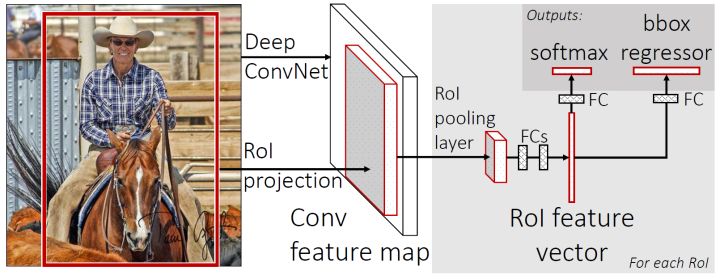 Deep
ConvNet
RoI
projection
Conv
feature map
RoI
pooling
layer
FCs
Outputs:
softmax
bbox
regressor
FC
FC
RoI feature
vector
For each RoI